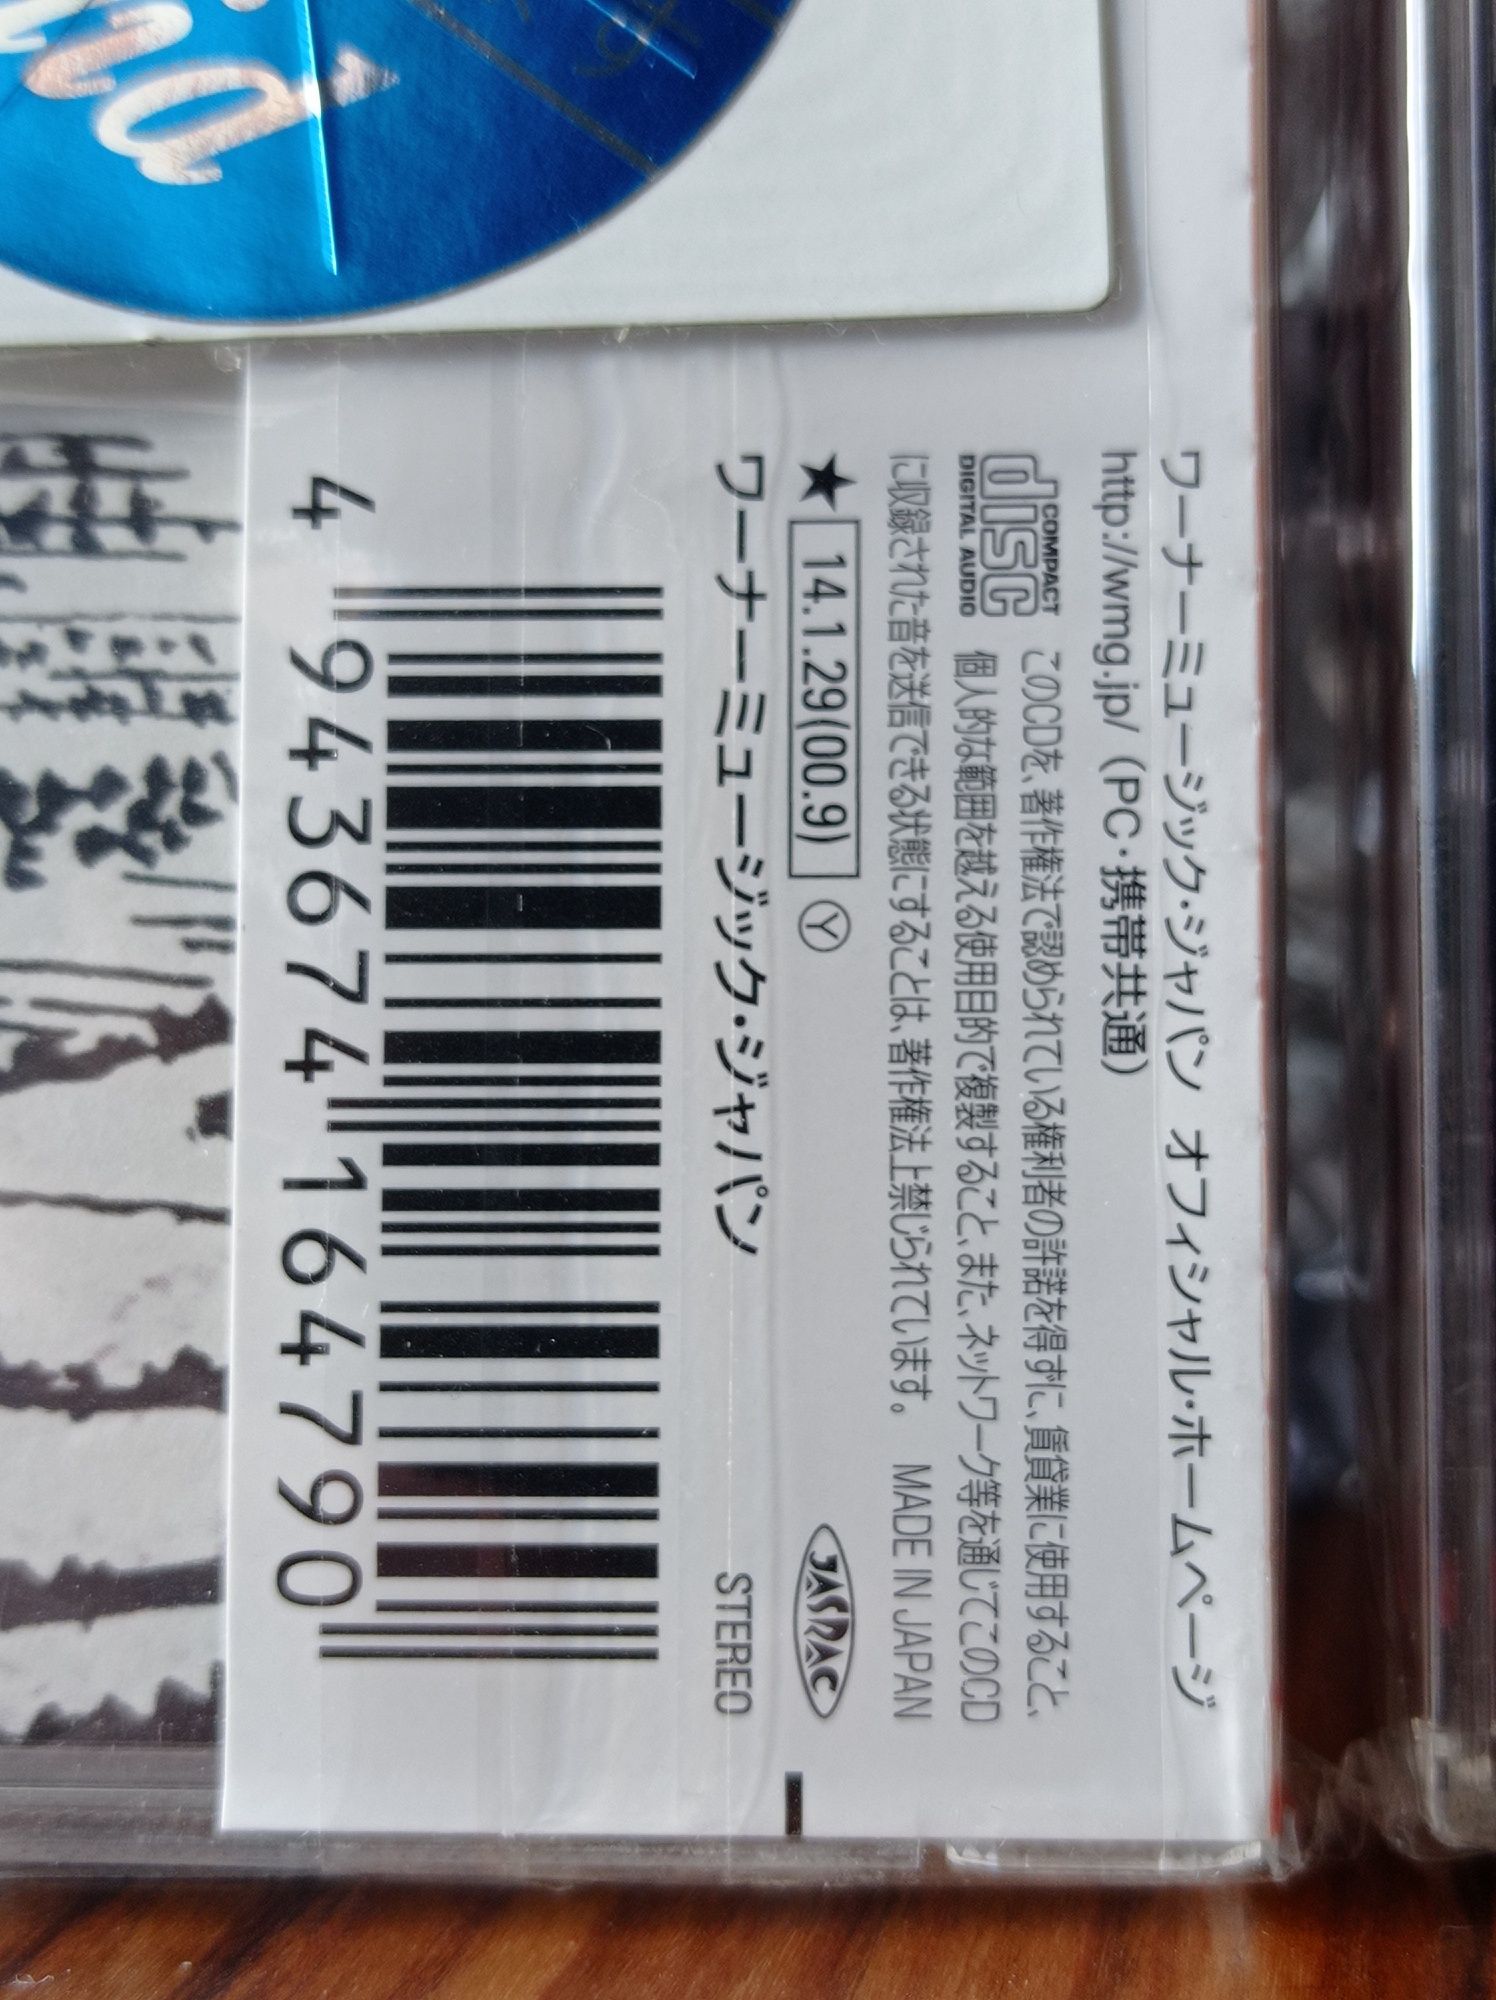 ワーナーミュージック・ジャパン オフィシャル・ホームページ
http://wmg.jp/（PC・携帯共通）
COMPACT
disc
DIGITAL AUDIO
このCDを、著作権法で認められている権利者の許諾を得ずに、賃貸業に使用すること、
個人的な範囲を越える使用目的で複製すること、また、ネットワーク等を通じてこのCD
に収録された音を送信できる状態にすることは、著作権法上禁じられています。 MADE IN JAPAN
★ 14.1.29(00.9) Ⓨ JASRAC
ワーナーミュージック・ジャパン STEREO
4 943674 164790